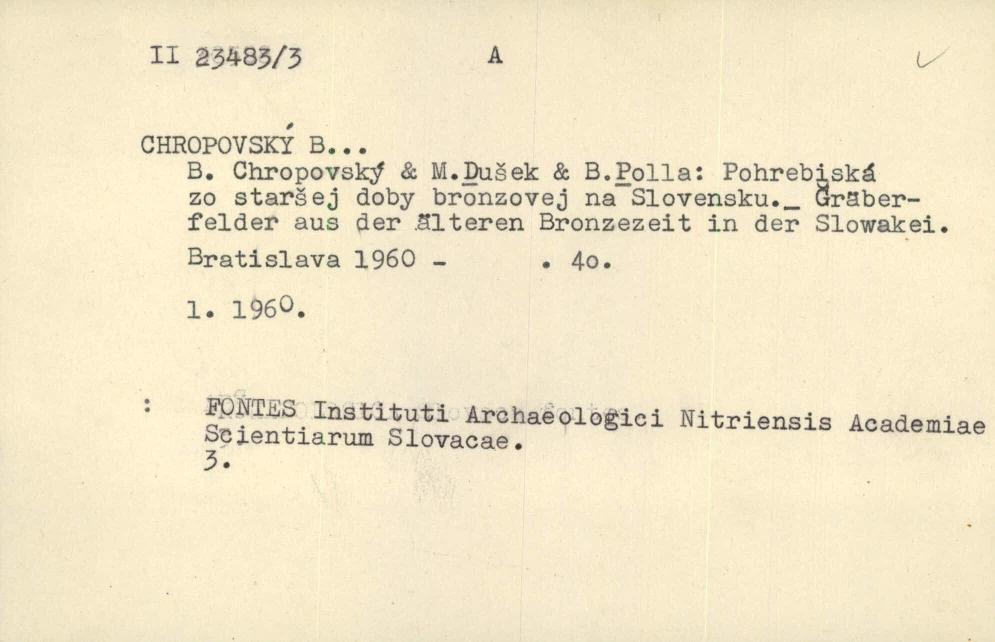 II 23483/3 A
CHROPOVSKÝ B...
B. Chropovský & M.Dušek & B.Polla: Pohrebiská
zo staršej doby bronzovej na Slovensku._ Gräber-
felder aus der älteren Bronzezeit in der Slowakei.
Bratislava 1960 - . 4o.
1. 1960.
: FONTES Instituti Archaeologici Nitriensis Academiae
Scientiarum Slovacae.
3.